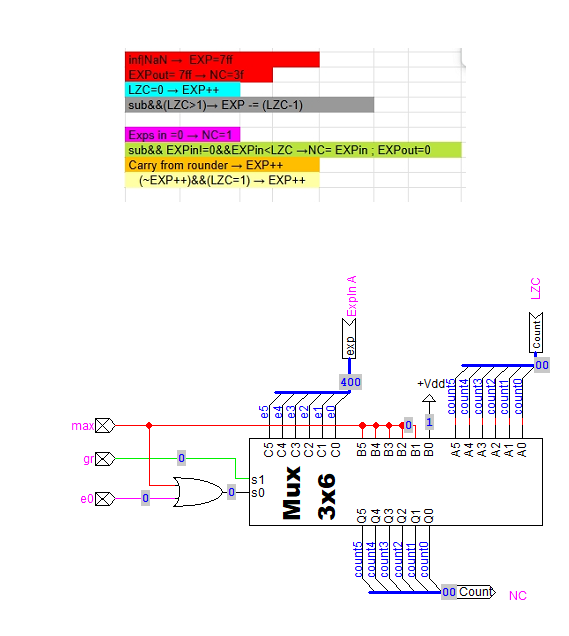 inf|NaN → EXP=7ff
EXPout= 7ff → NC=3f
LZC=0 → EXP++
sub&&(LZC>1)→ EXP -= (LZC-1)
Exps in =0 → NC=1
sub&& EXPin!=0&&EXPin<LZC →NC= EXPin ; EXPout=0
Carry from rounder → EXP++
(~EXP++)&&(LZC=1) → EXP++
ExpIn A
LZC
exp
Count
400
00
+Vdd!
e5 e4 e3 e2 e1 e0
count5 count4 count3 count2 count1 count0
max
0
1
C5 C4 C3 C2 C1 C0
B5 B4 B3 B2 B1 B0
A5 A4 A3 A2 A1 A0
gr
0
s1
e0
0
0
s0
Mux
3x6
Q5 Q4 Q3 Q2 Q1 Q0
count5 count4 count3 count2 count1 count0
00 Count
NC